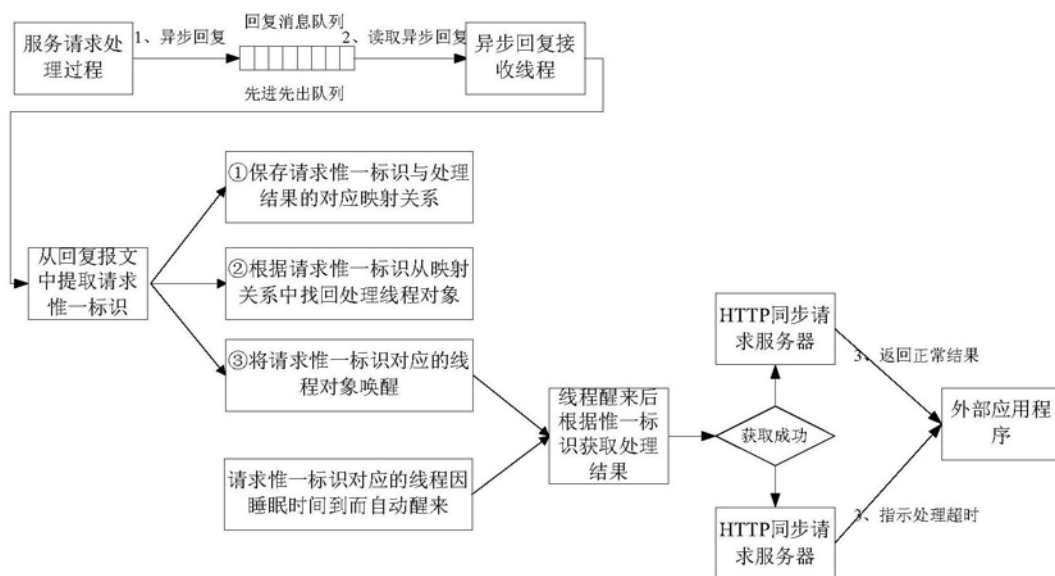 回复消息队列
服务请求处
理过程
1、异步回复
2、读取异步回复
异步回复接
收线程
先进先出队列
①保存请求惟一标识与处理
结果的对应映射关系
从回复报文
中提取请求
惟一标识
②根据请求惟一标识从映射
关系中找回处理线程对象
③将请求惟一标识对应的线
程对象唤醒
请求惟一标识对应的线程因
睡眠时间到而自动醒来
线程醒来后
根据惟一标
识获取处理
结果
HTTP同步请
求服务器
获取成功
HTTP同步请
求服务器
3、返回正常结果
3、指示处理超时
外部应用程
序